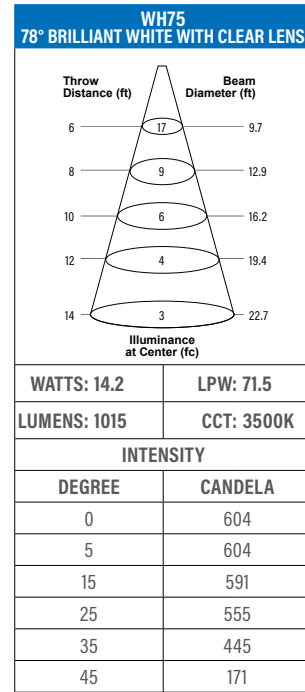 WH75
78° BRILLIANT WHITE WITH CLEAR LENS
Throw Beam
Distance (ft) Diameter (ft)
6 17 9.7
8 9 12.9
10 6 16.2
12 4 19.4
14 3 22.7
Illuminance
at Center (fc)
WATTS: 14.2 LPW: 71.5
LUMENS: 1015 CCT: 3500K
INTENSITY
DEGREE CANDELA
0 604
5 604
15 591
25 555
35 445
45 171